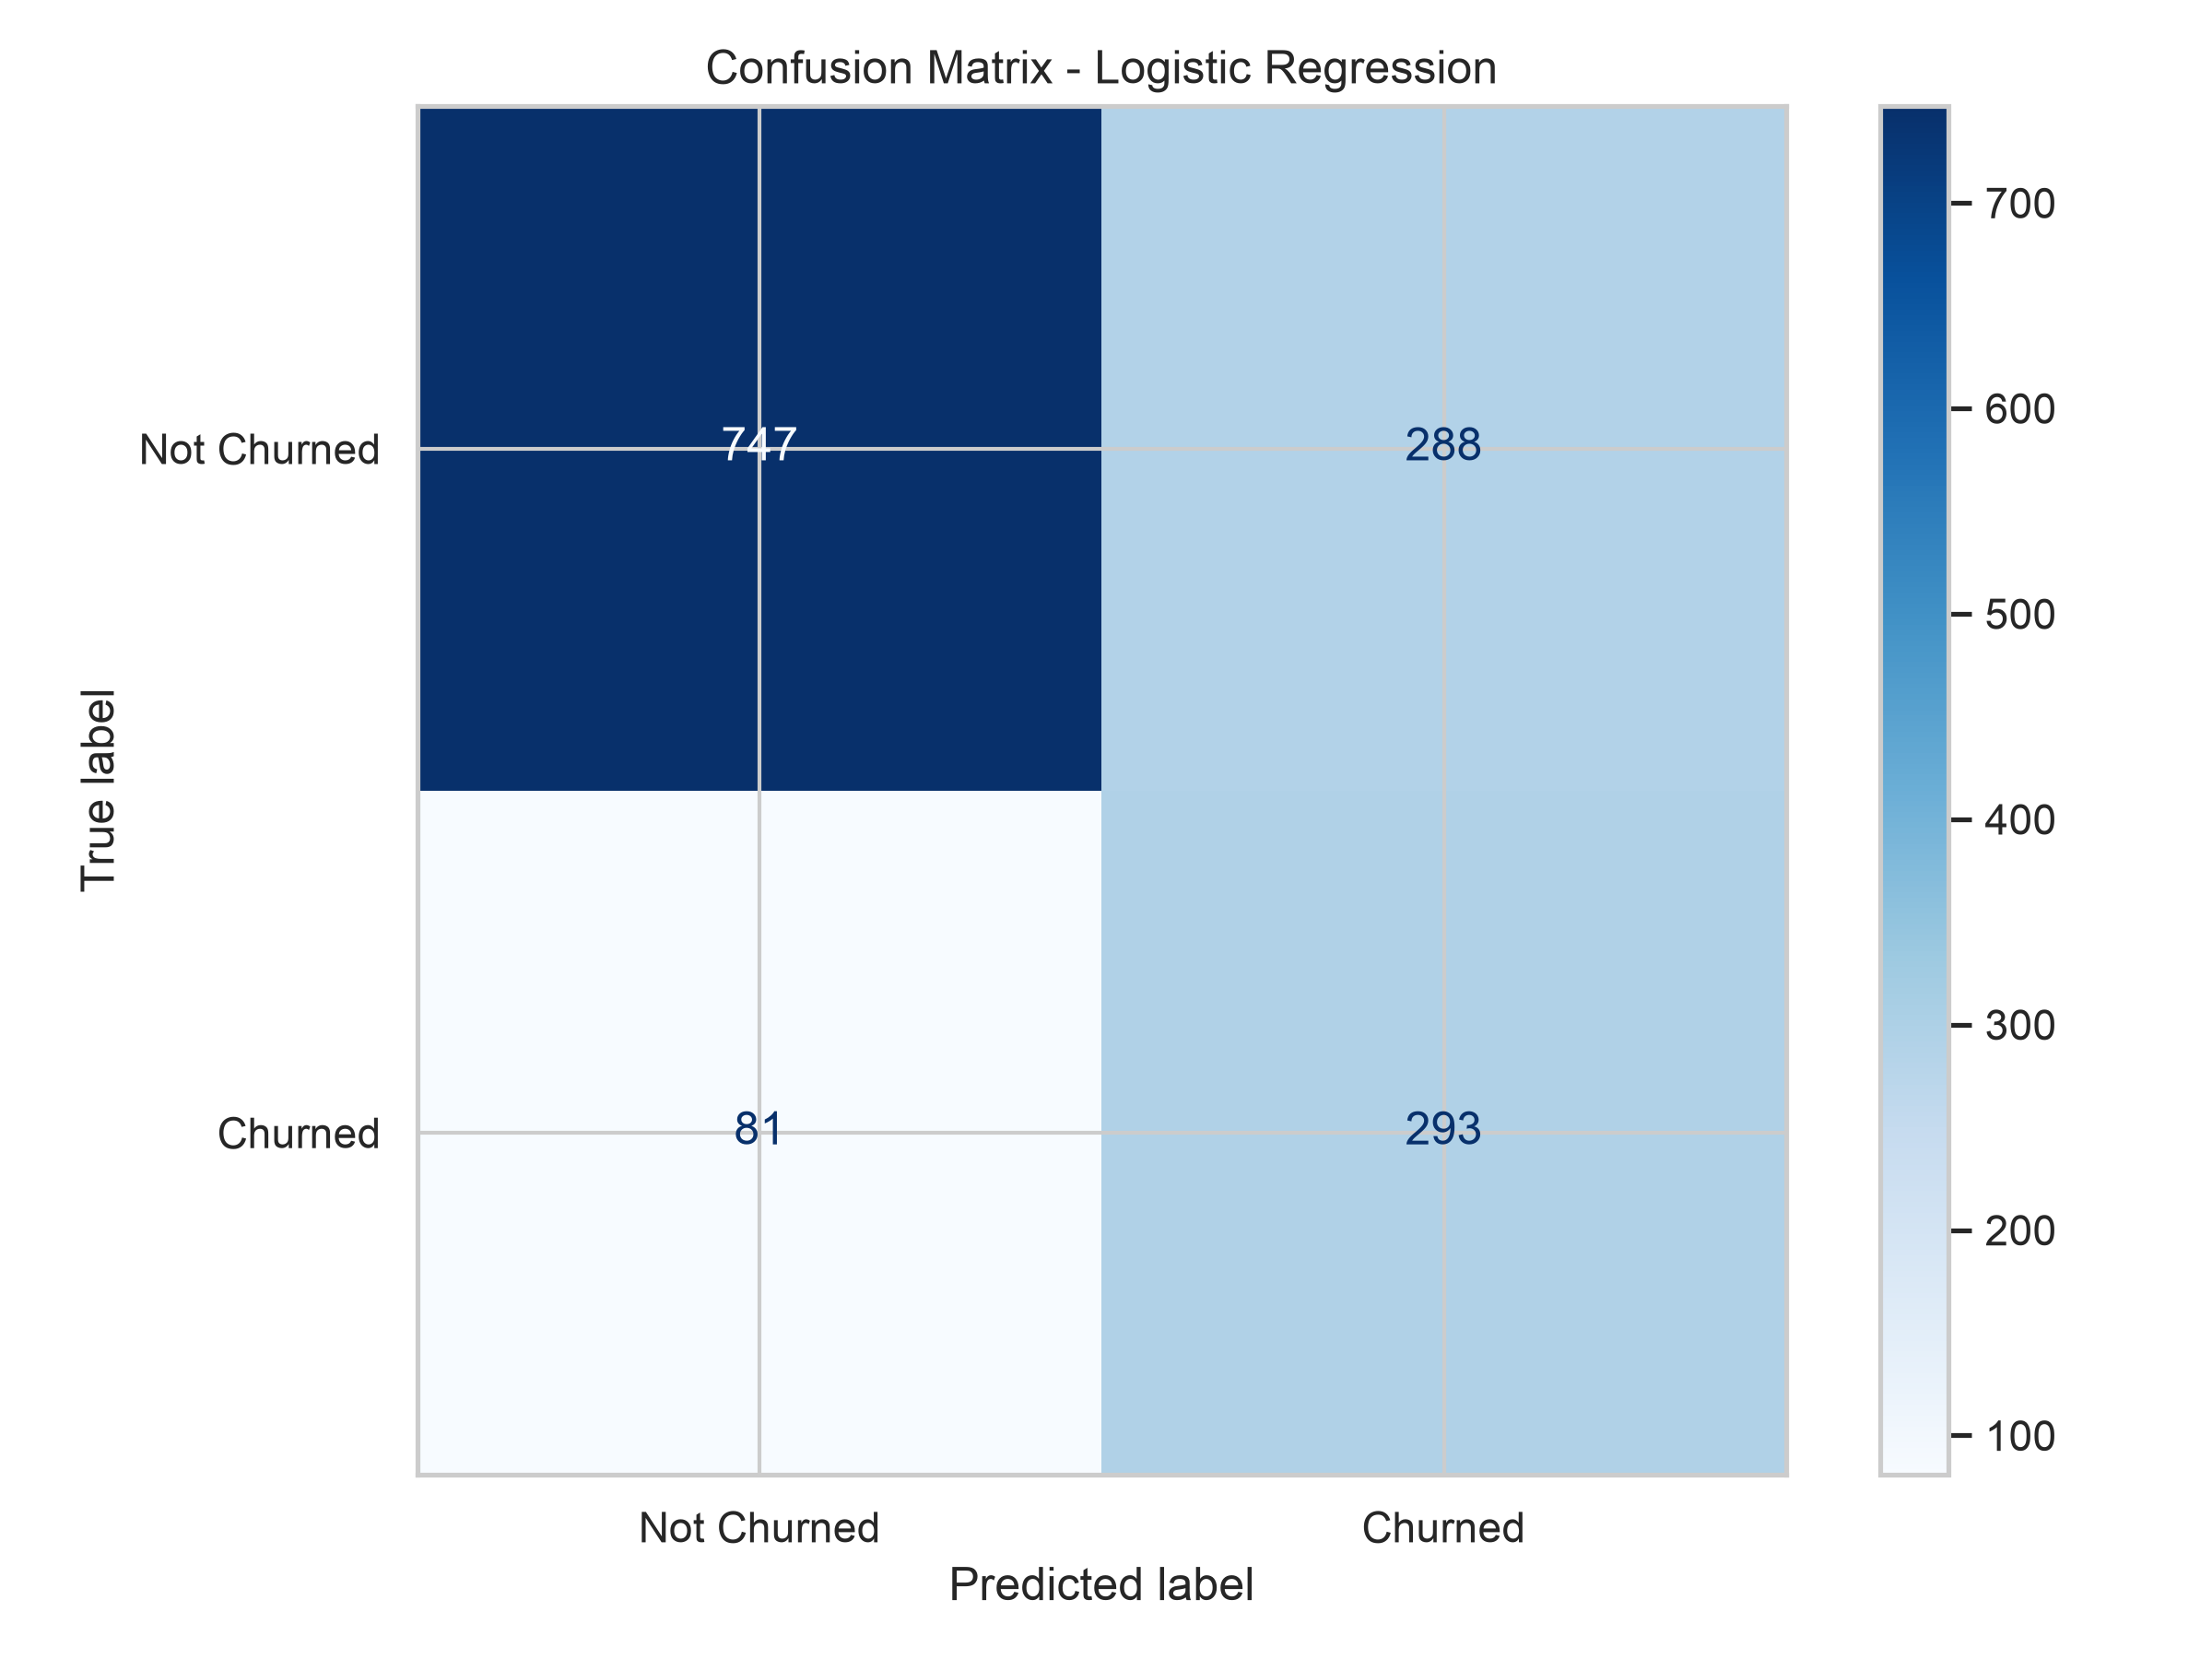 Confusion Matrix - Logistic Regression
Not Churned
Churned
True label
747
288
81
293
Not Churned
Churned
Predicted label
700
600
500
400
300
200
100